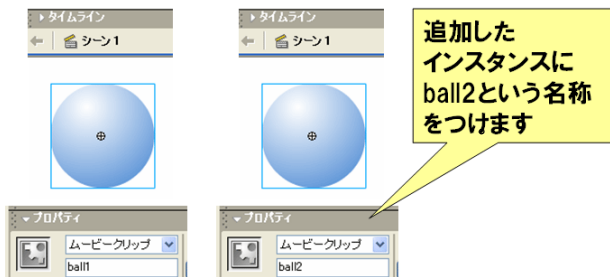 タイムライン
シーン1
プロパティ
ムービークリップ
ball1
タイムライン
シーン1
プロパティ
ムービークリップ
ball2
追加した
インスタンスに
ball2という名称
をつけます